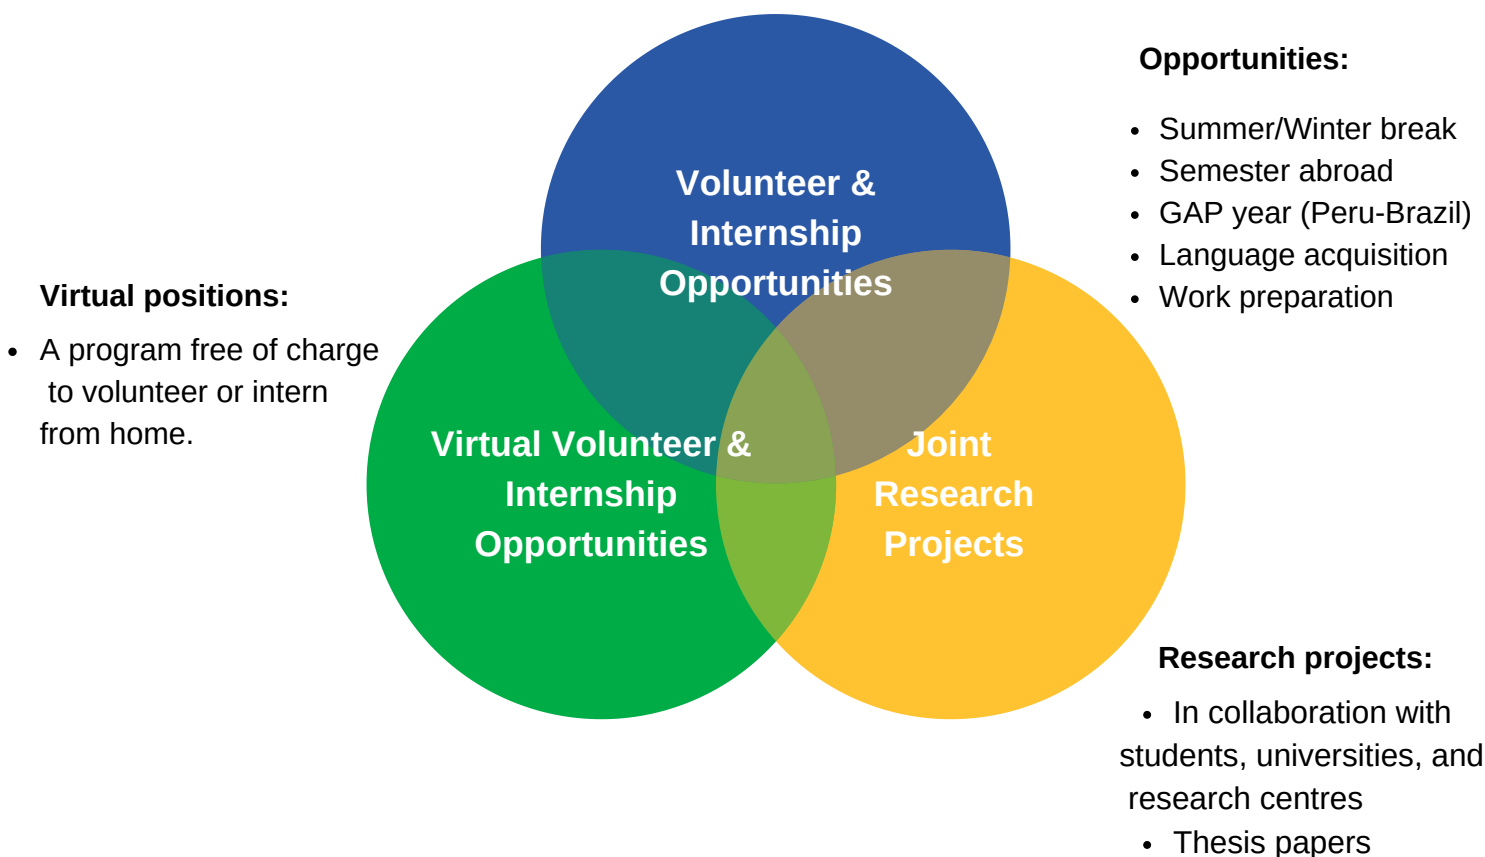 Volunteer &
Internship
Opportunities
Virtual Volunteer &
Internship
Opportunities
Joint
Research
Projects
Opportunities:
• Summer/Winter break
• Semester abroad
• GAP year (Peru-Brazil)
• Language acquisition
• Work preparation
Virtual positions:
• A program free of charge
to volunteer or intern
from home.
Research projects:
• In collaboration with
students, universities, and
research centres
• Thesis papers